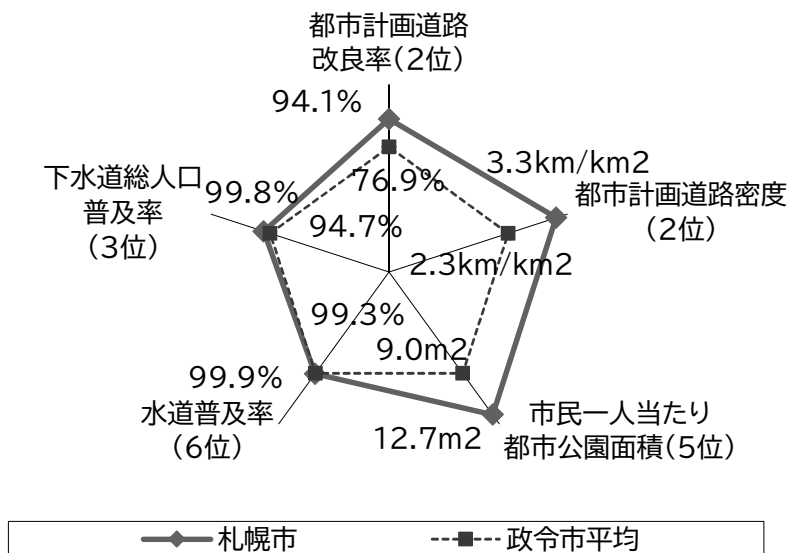 都市計画道路
改良率(2位)
94.1%
76.9%
3.3km/km2
都市計画道路密度
(2位)
2.3km/km2
下水道総人口
普及率
(3位)
99.8%
94.7%
99.3%
9.0m2
99.9%
水道普及率
(6位)
12.7m2
市民一人当たり
都市公園面積(5位)
札幌市
政令市平均